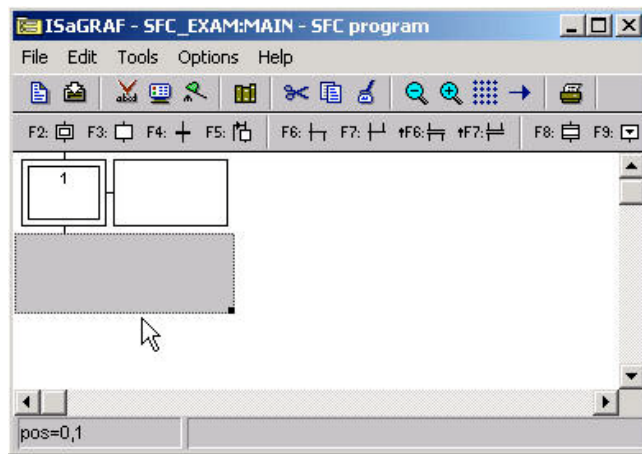 ISaGRAF - SFC_EXAM:MAIN - SFC program
File Edit Tools Options Help
F2: F3: F4: F5: F6: F7: ↑F6: ↑F7: F8: F9:
1
pos=0,1